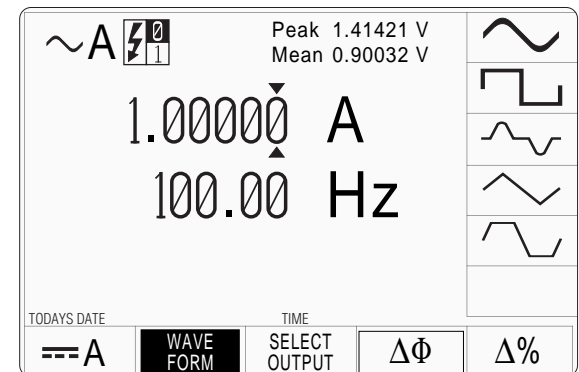 ∼A 0 1
Peak 1.41421 V
Mean 0.90032 V
1.00000 A
100.00 Hz
TODAYS DATE TIME
⎓A
WAVE
FORM
SELECT
OUTPUT
ΔΦ
Δ%